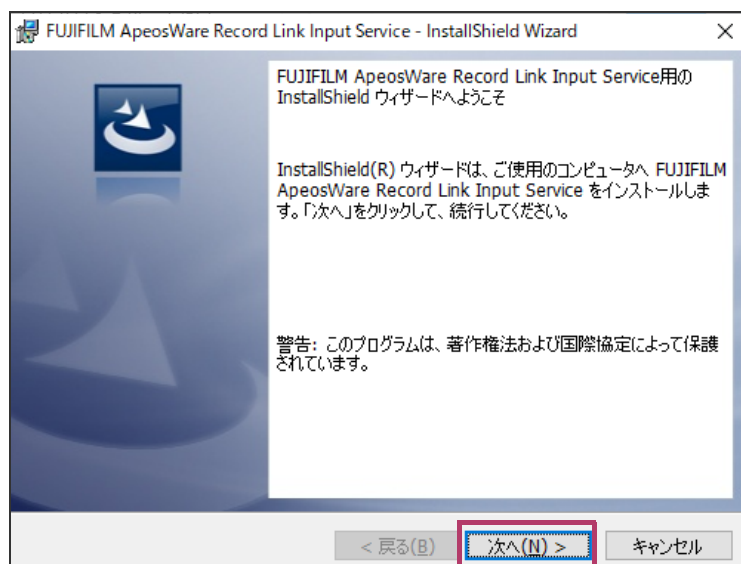 FUJIFILM ApeosWare Record Link Input Service - InstallShield Wizard
FUJIFILM ApeosWare Record Link Input Service用の
InstallShield ウィザードへようこそ
InstallShield(R) ウィザードは、ご使用のコンピュータへ FUJIFILM
ApeosWare Record Link Input Service をインストールしま
す。「次へ」をクリックして、続行してください。
警告: このプログラムは、著作権法および国際協定によって保護
されています。
< 戻る(B)
次へ(N) >
キャンセル